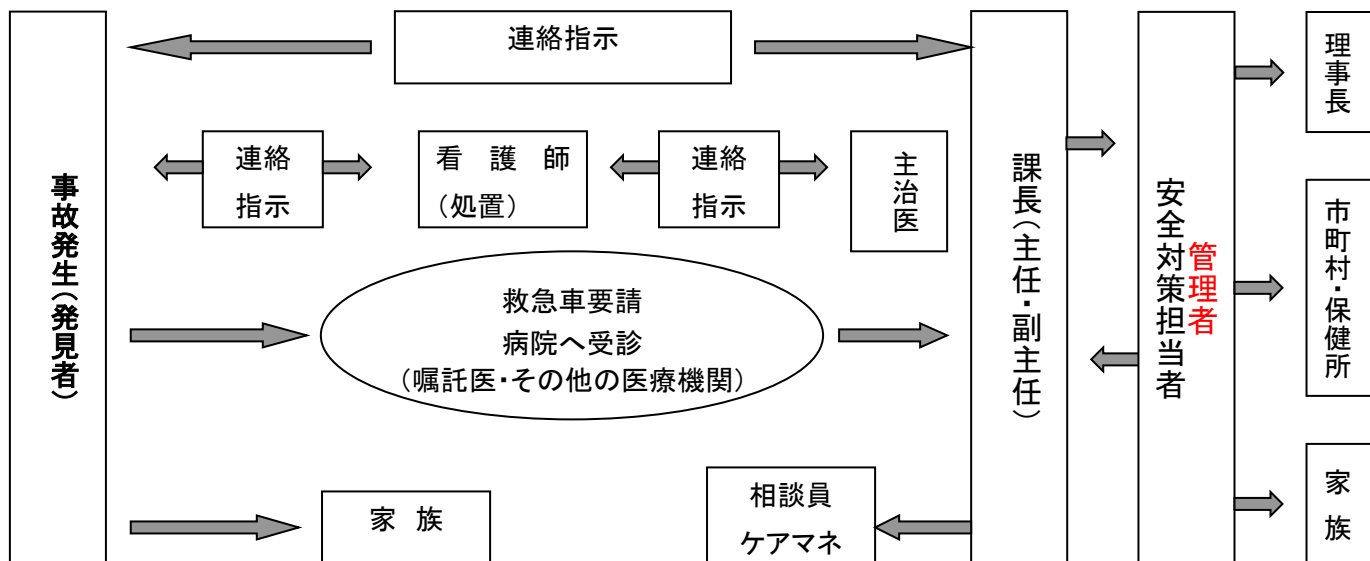 事故発生（発見者）
連絡指示
連絡
指示
看　護　師
（処置）
連絡
指示
主治医
救急車要請
病院へ受診
（嘱託医・その他の医療機関）
家　族
相談員
ケアマネ
課長（主任・副主任）
管理者
安全対策担当者
理事長
市町村・保健所
家　族